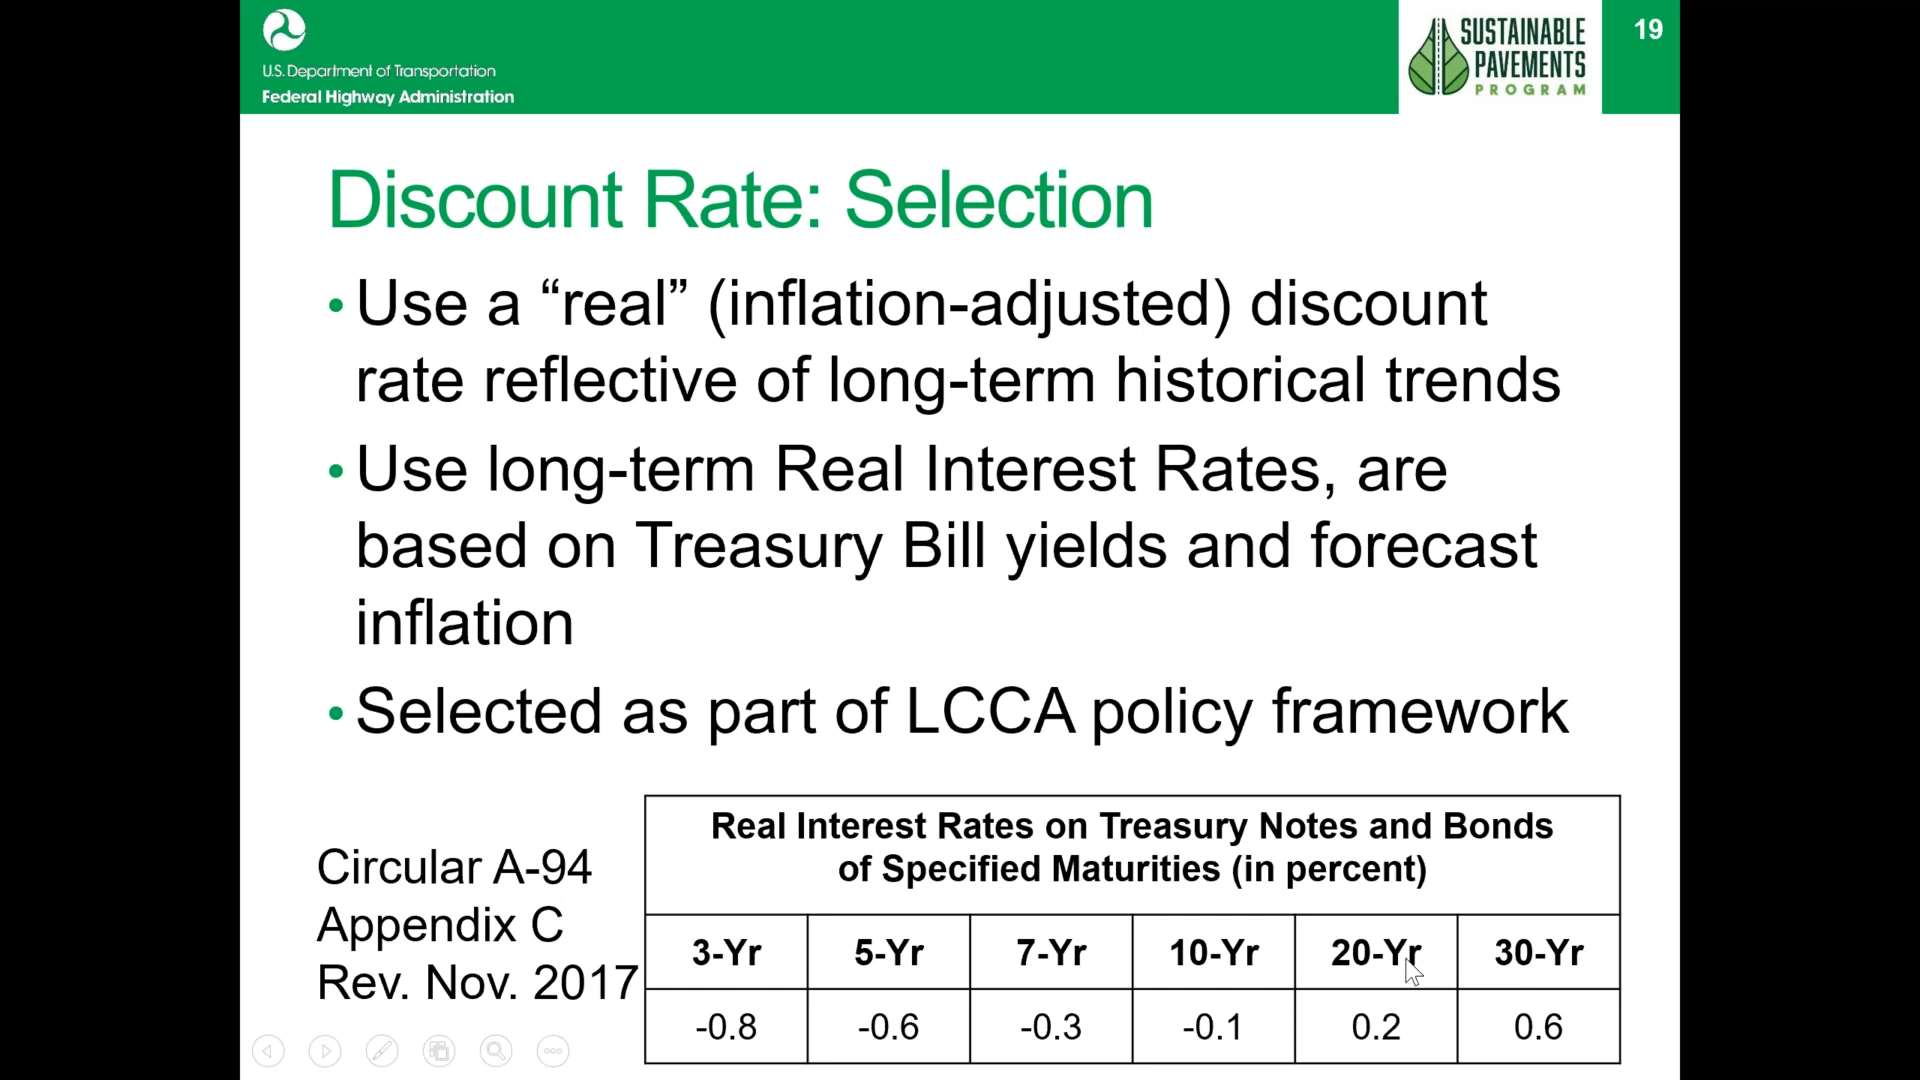 U.S. Department of Transportation
Federal Highway Administration
SUSTAINABLE
PAVEMENTS
PROGRAM
19
Discount Rate: Selection
• Use a “real” (inflation-adjusted) discount
rate reflective of long-term historical trends
• Use long-term Real Interest Rates, are
based on Treasury Bill yields and forecast
inflation
• Selected as part of LCCA policy framework
Circular A-94
Appendix C
Rev. Nov. 2017
Real Interest Rates on Treasury Notes and Bonds
of Specified Maturities (in percent)
3-Yr 5-Yr 7-Yr 10-Yr 20-Yr 30-Yr
-0.8 -0.6 -0.3 -0.1 0.2 0.6